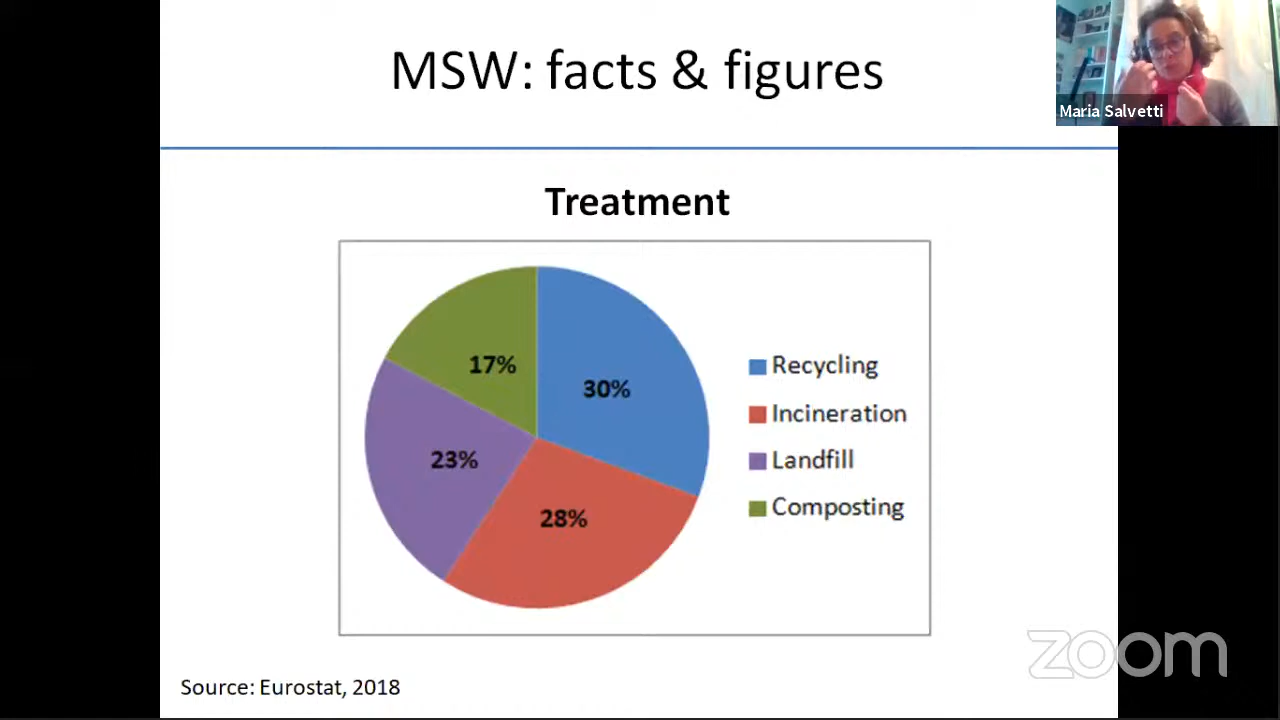 MSW: facts & figures
Maria Salvetti
Treatment
17%
30%
23%
28%
Recycling
Incineration
Landfill
Composting
zoom
Source: Eurostat, 2018